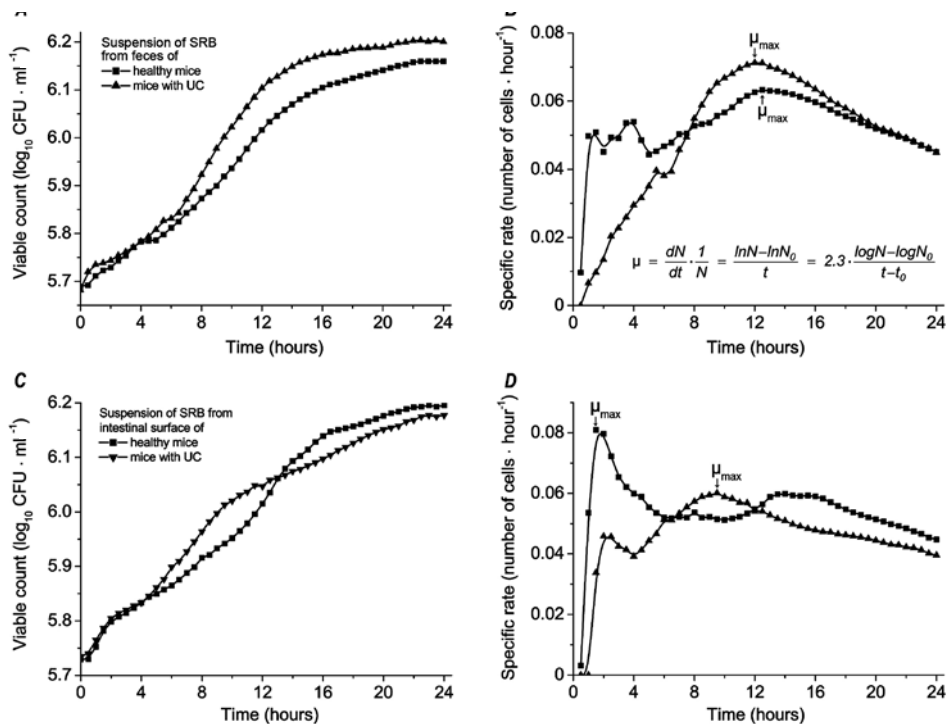 A
Viable count (log₁₀ CFU · ml⁻¹)
6.2
6.1
6.0
5.9
5.8
5.7
Suspension of SRB
from feces of
healthy mice
mice with UC
0 4 8 12 16 20 24
Time (hours)
Specific rate (number of cells · hour⁻¹)
0.08
0.06
0.04
0.02
0
μmax
μmax
μ = dN/dt · 1/N = lnN–lnN₀/t = 2.3 · logN–logN₀/t–t₀
0 4 8 12 16 20 24
Time (hours)
C
Viable count (log₁₀ CFU · ml⁻¹)
6.2
6.1
6.0
5.9
5.8
5.7
Suspension of SRB from
intestinal surface of
healthy mice
mice with UC
0 4 8 12 16 20 24
Time (hours)
D
Specific rate (number of cells · hour⁻¹)
0.08
0.06
0.04
0.02
0
μmax
μmax
0 4 8 12 16 20 24
Time (hours)